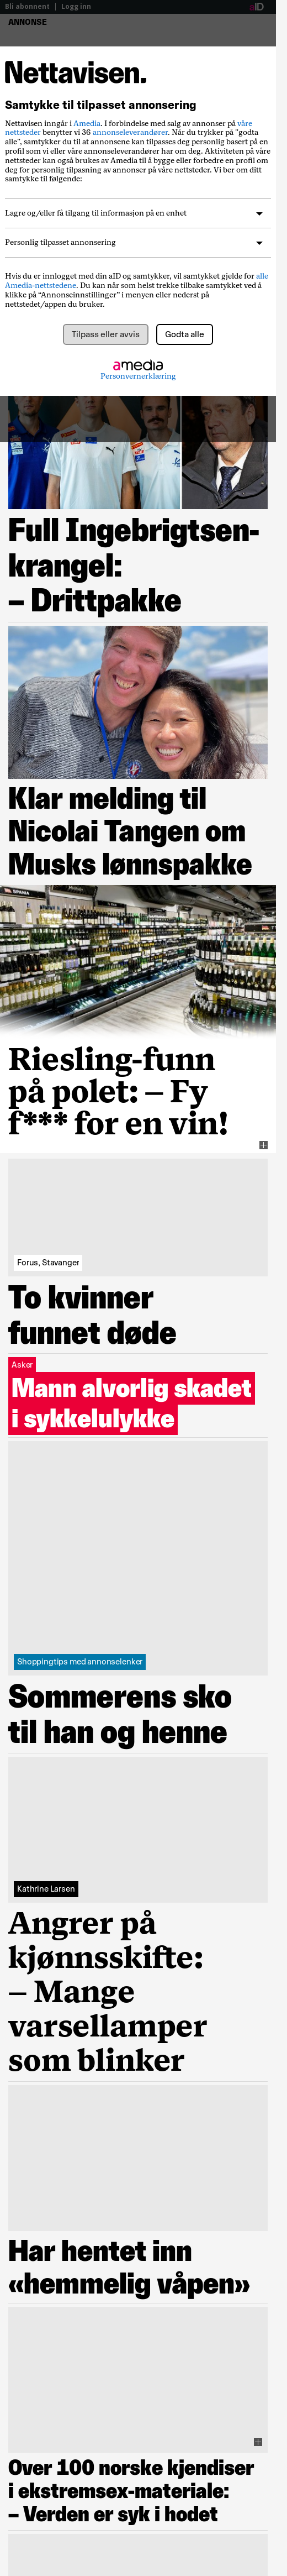 Bli abonnent | Logg inn
aID
ANNONSE
Nettavisen.
Samtykke til tilpasset annonsering
Nettavisen inngår i Amedia. I forbindelse med salg av annonser på våre
nettsteder benytter vi 36 annonseleverandører. Når du trykker på "godta
alle", samtykker du til at annonsene kan tilpasses deg personlig basert på en
profil som vi eller våre annonseleverandører har om deg. Aktiviteten på våre
nettsteder kan også brukes av Amedia til å bygge eller forbedre en profil om
deg for personlig tilpasning av annonser på våre nettsteder. Vi ber om ditt
samtykke til følgende:
Lagre og/eller få tilgang til informasjon på en enhet
Personlig tilpasset annonsering
Hvis du er innlogget med din aID og samtykker, vil samtykket gjelde for alle
Amedia-nettstedene. Du kan når som helst trekke tilbake samtykket ved å
klikke på “Annonseinnstillinger” i menyen eller nederst på
nettstedet/appen du bruker.
Tilpass eller avvis
Godta alle
amedia
Personvernerklæring
Full Ingebrigtsen-
krangel:
– Drittpakke
Klar melding til
Nicolai Tangen om
Musks lønnspakke
Riesling-funn
på polet: – Fy
f*** for en vin!
Forus, Stavanger
To kvinner
funnet døde
Asker
Mann alvorlig skadet
i sykkelulykke
Shoppingtips med annonselenker
Sommerens sko
til han og henne
Kathrine Larsen
Angrer på
kjønnsskifte:
– Mange
varsellamper
som blinker
Har hentet inn
«hemmelig våpen»
Over 100 norske kjendiser
i ekstremsex-materiale:
– Verden er syk i hodet